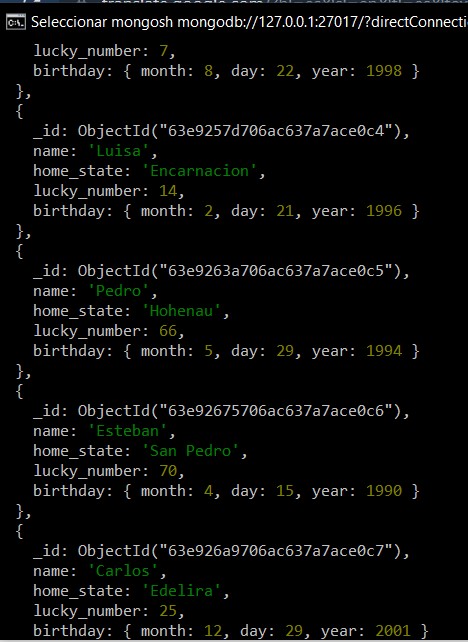 Seleccionar mongosh mongodb://127.0.0.1:27017/?directConnecti
lucky_number: 7,
birthday: { month: 8, day: 22, year: 1998 }
},
{
_id: ObjectId("63e9257d706ac637a7ace0c4"),
name: 'Luisa',
home_state: 'Encarnacion',
lucky_number: 14,
birthday: { month: 2, day: 21, year: 1996 }
},
{
_id: ObjectId("63e9263a706ac637a7ace0c5"),
name: 'Pedro',
home_state: 'Hohenau',
lucky_number: 66,
birthday: { month: 5, day: 29, year: 1994 }
},
{
_id: ObjectId("63e92675706ac637a7ace0c6"),
name: 'Esteban',
home_state: 'San Pedro',
lucky_number: 70,
birthday: { month: 4, day: 15, year: 1990 }
},
{
_id: ObjectId("63e926a9706ac637a7ace0c7"),
name: 'Carlos',
home_state: 'Edelira',
lucky_number: 25,
birthday: { month: 12, day: 29, year: 2001 }